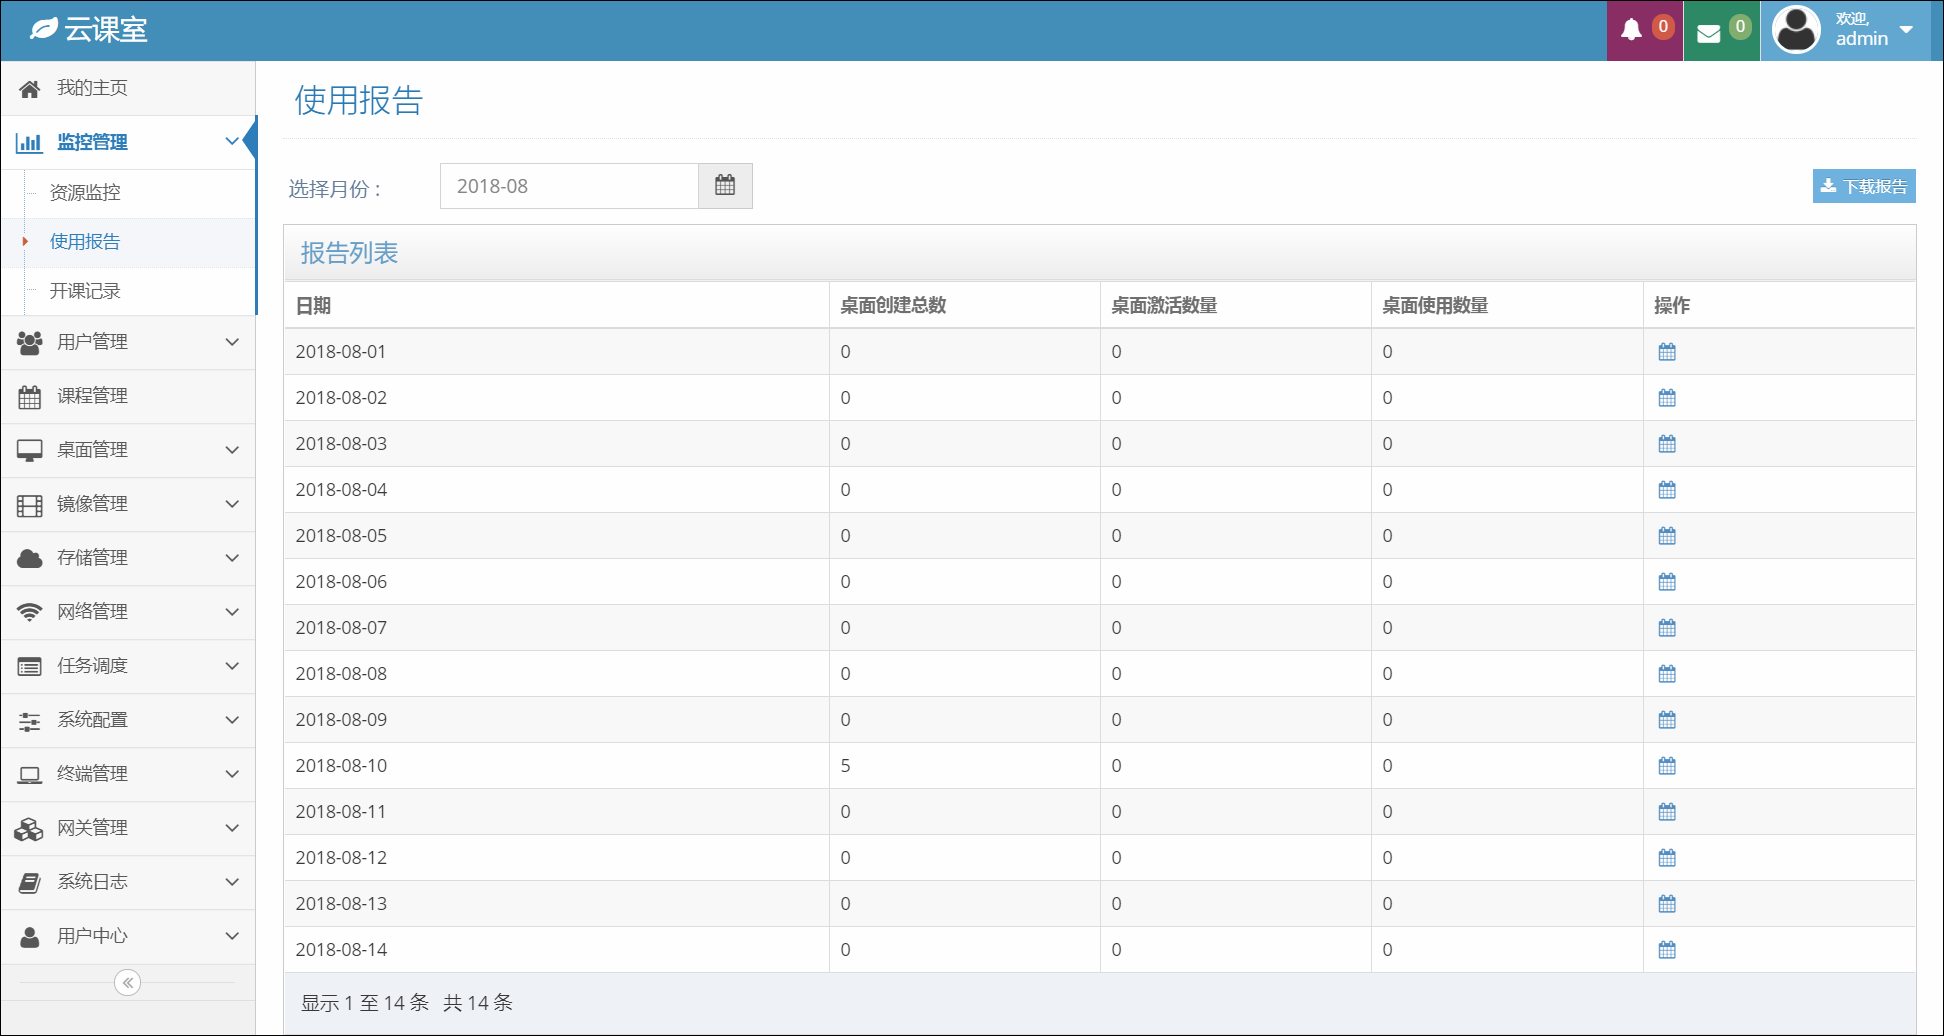 云课室
0
0
欢迎,
admin
我的主页
监控管理
资源监控
使用报告
开课记录
用户管理
课程管理
桌面管理
镜像管理
存储管理
网络管理
任务调度
系统配置
终端管理
网关管理
系统日志
用户中心
使用报告
选择月份 :
2018-08
下载报告
报告列表
日期 桌面创建总数 桌面激活数量 桌面使用数量 操作
2018-08-01 0 0 0
2018-08-02 0 0 0
2018-08-03 0 0 0
2018-08-04 0 0 0
2018-08-05 0 0 0
2018-08-06 0 0 0
2018-08-07 0 0 0
2018-08-08 0 0 0
2018-08-09 0 0 0
2018-08-10 5 0 0
2018-08-11 0 0 0
2018-08-12 0 0 0
2018-08-13 0 0 0
2018-08-14 0 0 0
显示 1 至 14 条 共 14 条